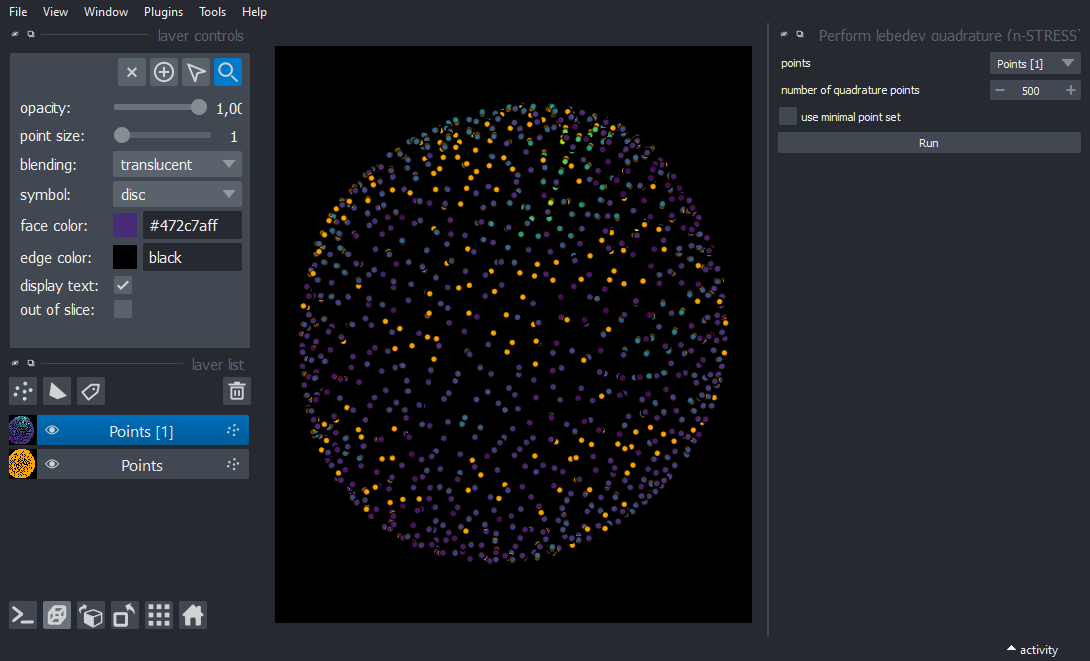 File View Window Plugins Tools Help
layer controls
opacity: 1,00
point size: 1
blending: translucent
symbol: disc
face color: #472c7aff
edge color: black
display text:
out of slice:
layer list
Points [1]
Points
Perform lebedev quadrature (n-STRESS)
points Points [1]
number of quadrature points 500
use minimal point set
Run
activity